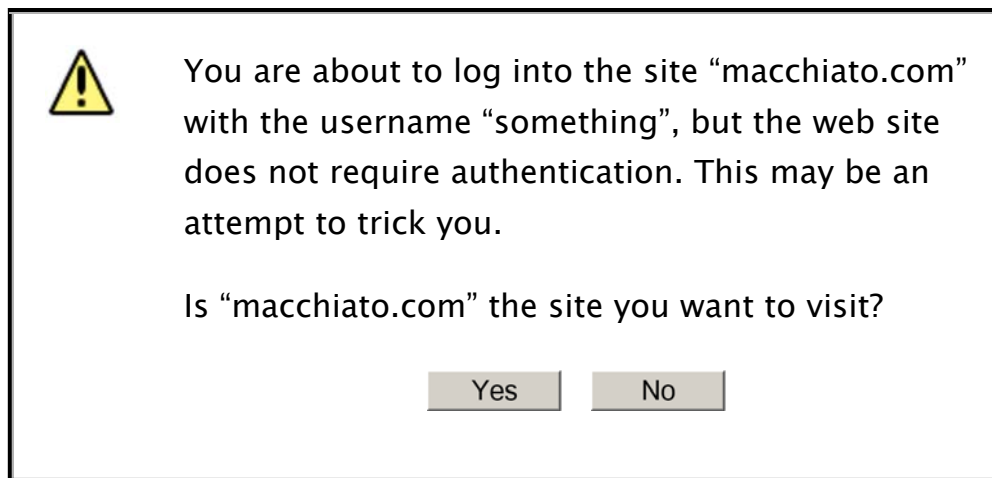 You are about to log into the site “macchiato.com”
with the username “something”, but the web site
does not require authentication. This may be an
attempt to trick you.
Is “macchiato.com” the site you want to visit?
Yes No